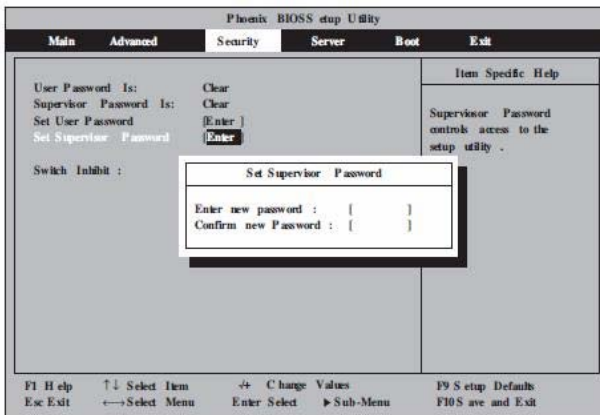 Phoenix BIOSS etup Utility
Main Advanced Security Server Boot Exit
Item Specific Help
User Password Is: Clear
Supervisor Password Is: Clear
Set User Password [Enter ]
Set Supervisor Password [Enter ]
Switch Inhibit :
Superviosor Password
controls access to the
setup utility .
Set Supervisor Password
Enter new password : [ ]
Confirm new Password : [ ]
F1 Help ↑↓ Select Item -/+ Change Values F9 Setup Defaults
Esc Exit ←→ Select Menu Enter Select ▶ Sub-Menu F10 Save and Exit